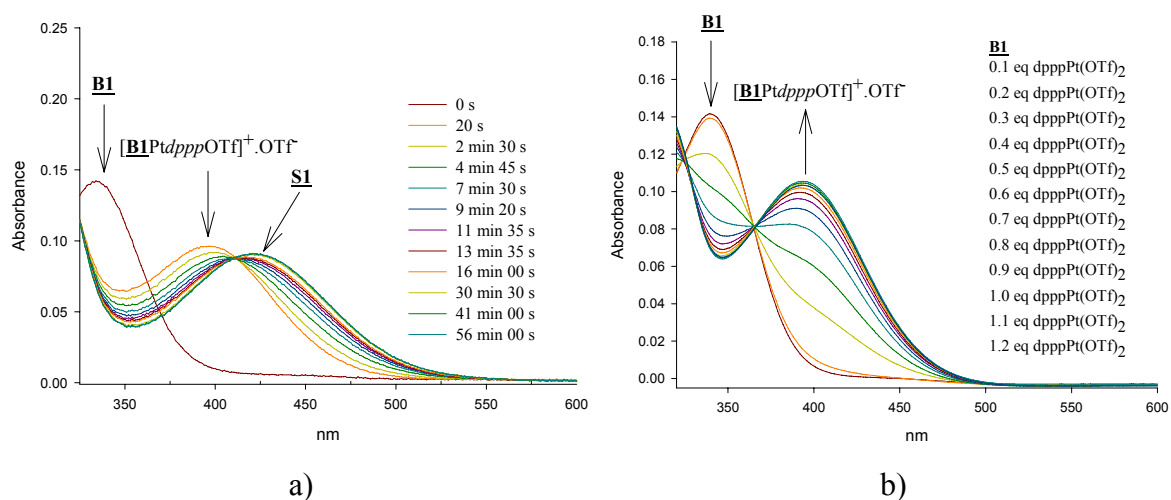 0.25
0.20
0.15
0.10
0.05
0.00
Absorbance
B1
[B1PtdpppOTf]⁺.OTf⁻
S1
0 s
20 s
2 min 30 s
4 min 45 s
7 min 30 s
9 min 20 s
11 min 35 s
13 min 35 s
16 min 00 s
30 min 30 s
41 min 00 s
56 min 00 s
350 400 450 500 550 600
nm
a)
0.18
0.16
0.14
0.12
0.10
0.08
0.06
0.04
0.02
0.00
Absorbance
B1
[B1PtdpppOTf]⁺.OTf⁻
B1
0.1 eq dpppPt(OTf)₂
0.2 eq dpppPt(OTf)₂
0.3 eq dpppPt(OTf)₂
0.4 eq dpppPt(OTf)₂
0.5 eq dpppPt(OTf)₂
0.6 eq dpppPt(OTf)₂
0.7 eq dpppPt(OTf)₂
0.8 eq dpppPt(OTf)₂
0.9 eq dpppPt(OTf)₂
1.0 eq dpppPt(OTf)₂
1.1 eq dpppPt(OTf)₂
1.2 eq dpppPt(OTf)₂
350 400 450 500 550 600
nm
b)